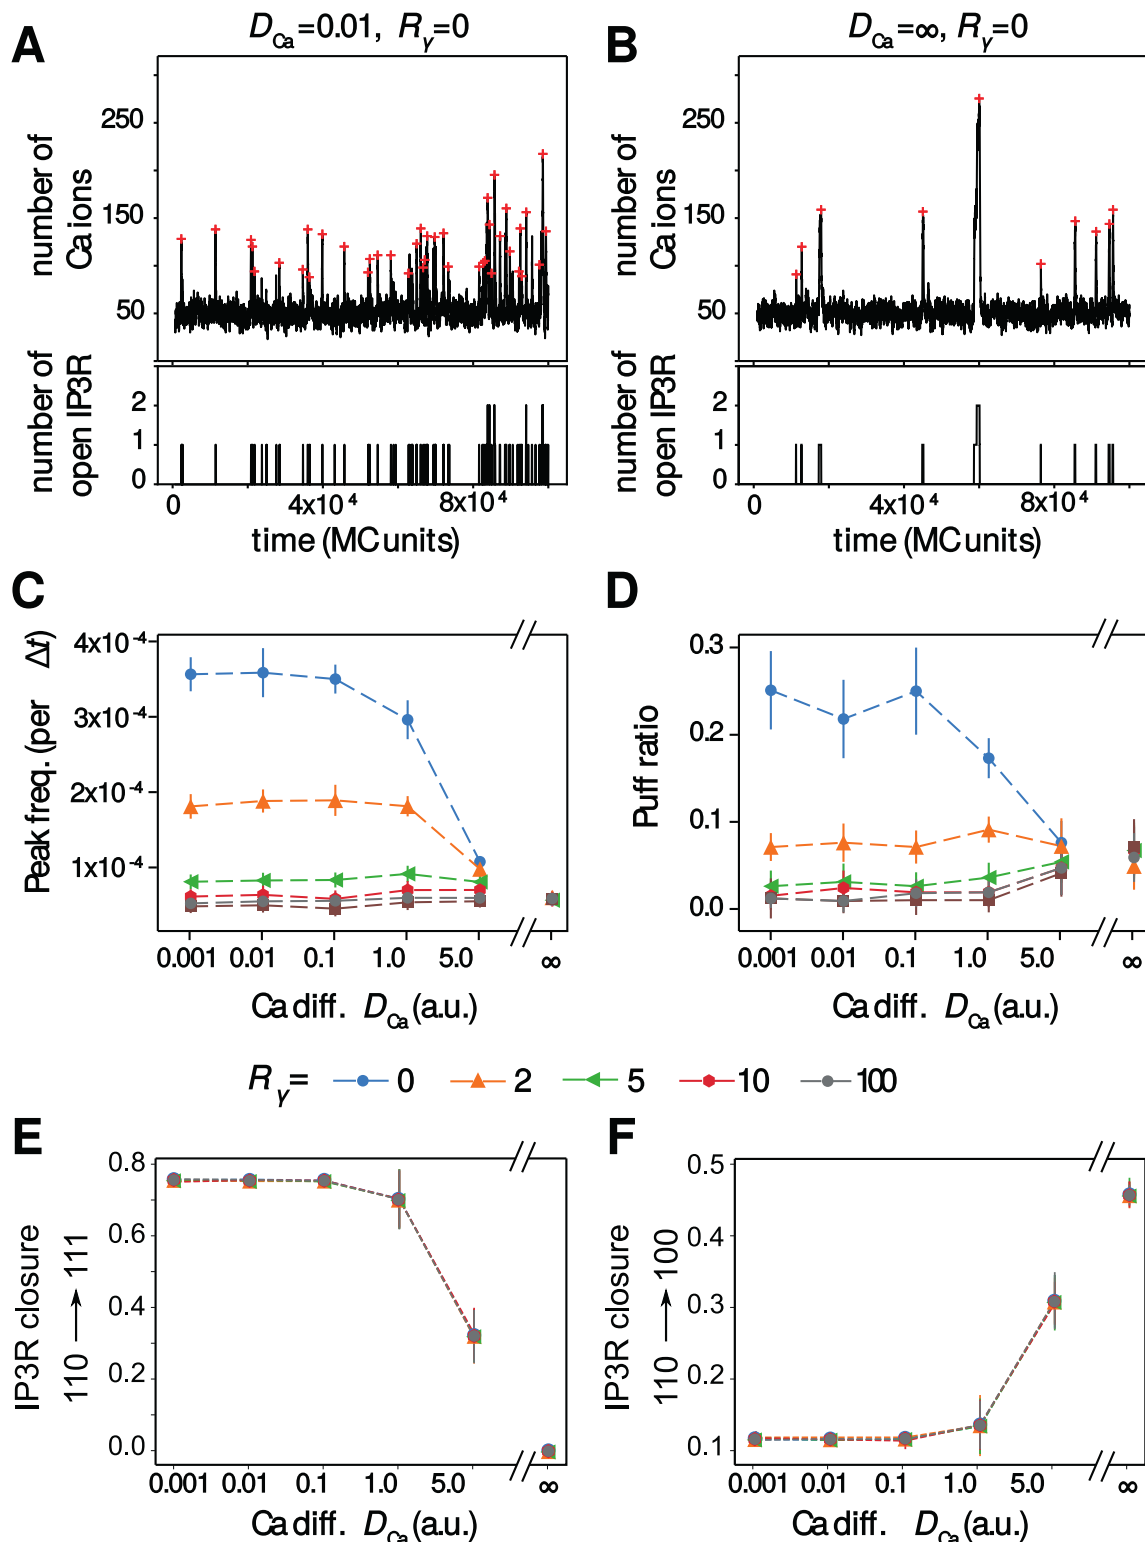 A
D_Ca=0.01, R_γ=0
B
D_Ca=∞, R_γ=0
number of
Ca ions
250
150
50
number of
open IP3R
2
1
0
0
4x10⁴
8x10⁴
time (MC units)
number of
Ca ions
250
150
50
number of
open IP3R
2
1
0
0
4x10⁴
8x10⁴
time (MC units)
C
Peak freq. (per Δt)
4x10⁻⁴
3x10⁻⁴
2x10⁻⁴
1x10⁻⁴
0.001 0.01 0.1 1.0 5.0 ∞
Ca diff. D_Ca (a.u.)
D
Puff ratio
0.3
0.2
0.1
0.0
0.001 0.01 0.1 1.0 5.0 ∞
Ca diff. D_Ca (a.u.)
R_γ= 0 2 5 10 100
E
IP3R closure
110 → 111
0.8
0.6
0.4
0.2
0.0
0.001 0.01 0.1 1.0 5.0 ∞
Ca diff. D_Ca (a.u.)
F
IP3R closure
110 → 100
0.5
0.4
0.3
0.2
0.1
0.001 0.01 0.1 1.0 5.0 ∞
Ca diff. D_Ca (a.u.)